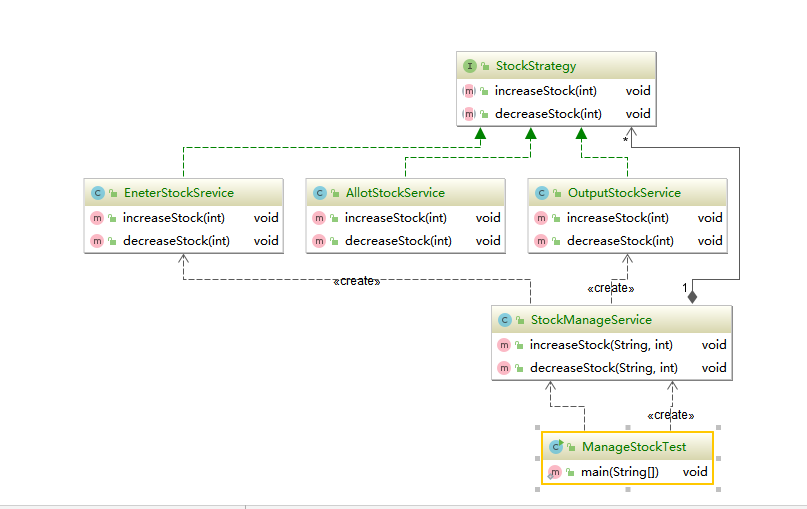 StockStrategy
increaseStock(int) void
decreaseStock(int) void
*
EneterStockSrevice
increaseStock(int) void
decreaseStock(int) void
AllotStockService
increaseStock(int) void
decreaseStock(int) void
OutputStockService
increaseStock(int) void
decreaseStock(int) void
«create»
«create»
1
StockManageService
increaseStock(String, int) void
decreaseStock(String, int) void
«create»
ManageStockTest
main(String[]) void